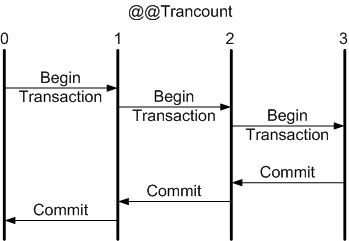 @@Trancount
0 1 2 3
Begin
Transaction
Begin
Transaction
Begin
Transaction
Commit
Commit
Commit